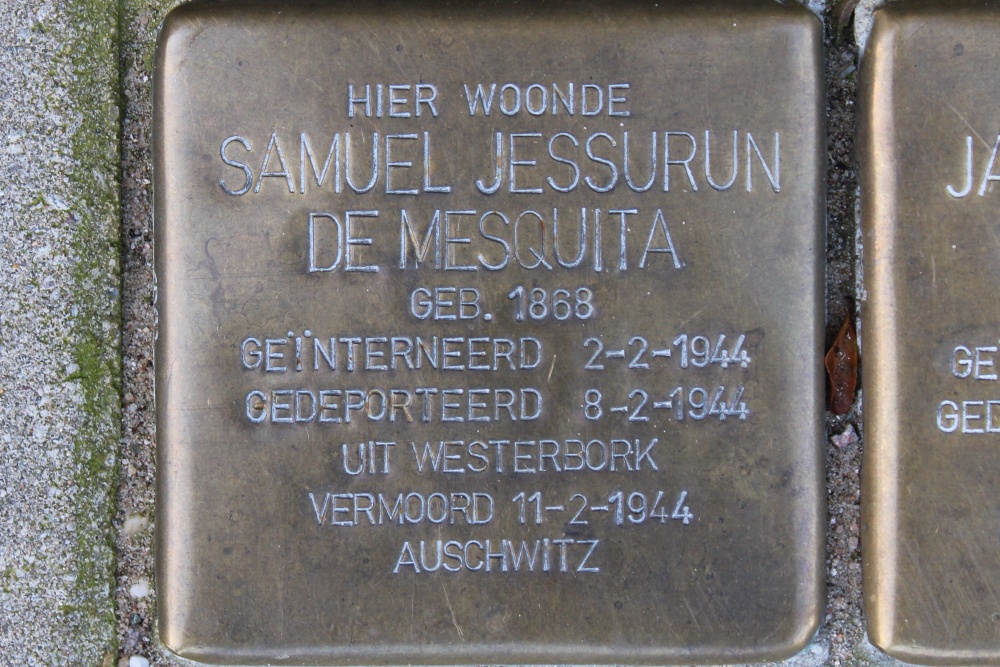 HIER WOONDE
SAMUEL JESSURUN
DE MESQUITA
GEB. 1868
GEÏNTERNEERD 2-2-1944
GEDEPORTEERD 8-2-1944
UIT WESTERBORK
VERMOORD 11-2-1944
AUSCHWITZ